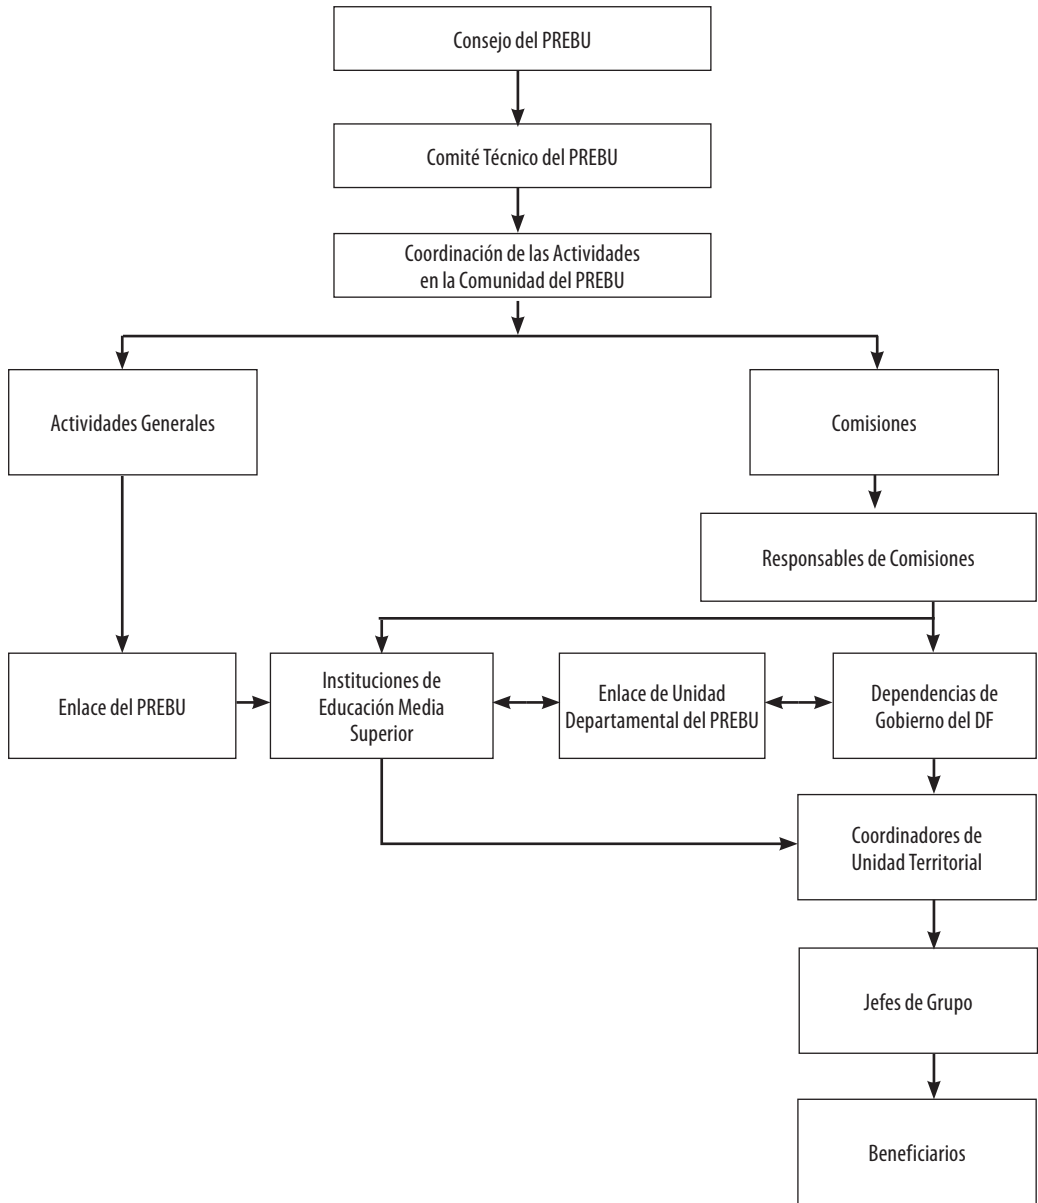 Consejo del PREBU
Comité Técnico del PREBU
Coordinación de las Actividades
en la Comunidad del PREBU
Actividades Generales
Comisiones
Responsables de Comisiones
Enlace del PREBU
Instituciones de
Educación Media
Superior
Enlace de Unidad
Departamental del PREBU
Dependencias de
Gobierno del DF
Coordinadores de
Unidad Territorial
Jefes de Grupo
Beneficiarios